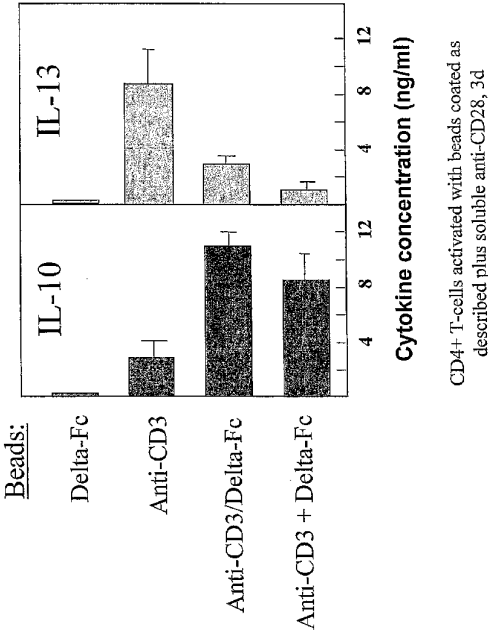 Beads:
IL-10
IL-13
Delta-Fc
Anti-CD3
Anti-CD3/Delta-Fc
Anti-CD3 + Delta-Fc
4 8 12
4 8 12
Cytokine concentration (ng/ml)
CD4+ T-cells activated with beads coated as
described plus soluble anti-CD28, 3d